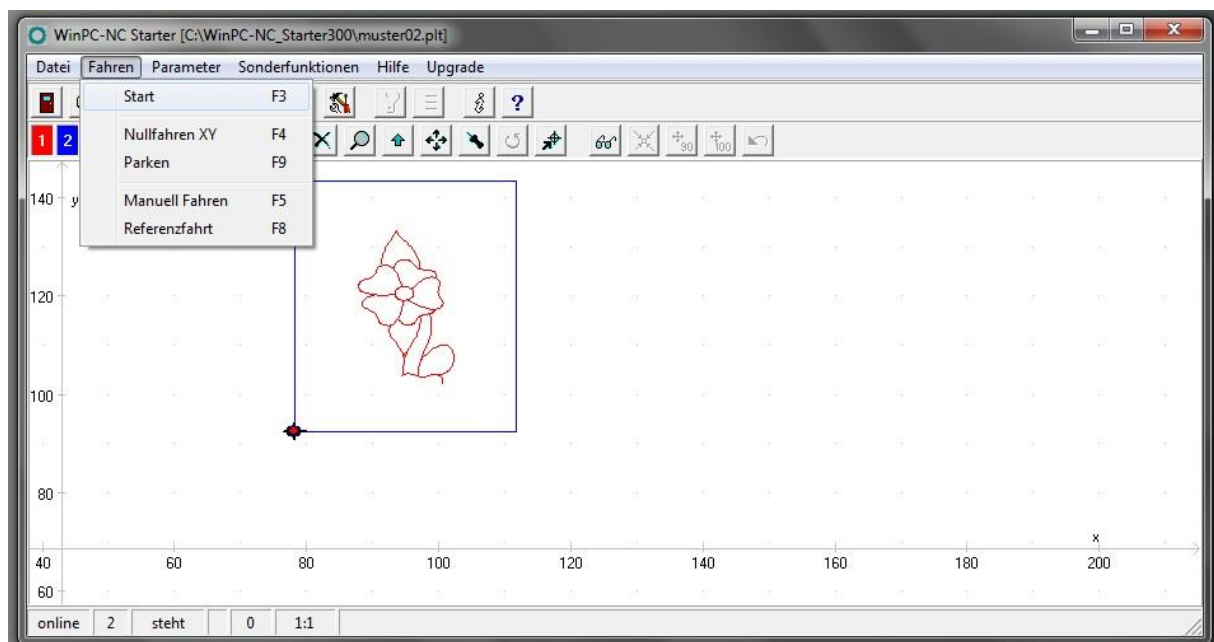 WinPC-NC Starter [C:\WinPC-NC_Starter300\muster02.plt]
Datei Fahren Parameter Sonderfunktionen Hilfe Upgrade
Start F3
?
1 2
Nullfahren XY F4
90 100
Parken F9
140 y
Manuell Fahren F5
Referenzfahrt F8
120
100
80
x
40 60 80 100 120 140 160 180 200
60
online 2 steht 0 1:1